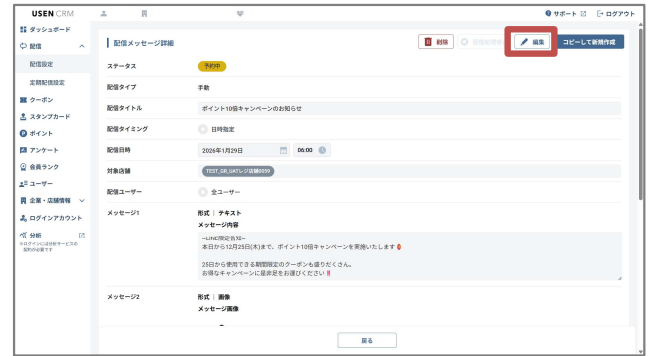 USEN CRM
サポート
ログアウト
ダッシュボード
配信
配信設定
定期配信設定
クーポン
スタンプカード
ポイント
アンケート
会員ランク
ユーザー
企業・店舗情報
ログインアカウント
分析
※ログインには分析サービスの
契約が必要です
配信メッセージ詳細
削除
編集
コピーして新規作成
ステータス
予約中
配信タイプ
手動
配信タイトル
ポイント10倍キャンペーンのお知らせ
配信タイミング
日時指定
配信日時
2026年1月29日
06:00
対象店舗
TEST_DR_UATレジ店舗0059
配信ユーザー
全ユーザー
メッセージ1
形式 | テキスト
メッセージ内容
~LINE限定告知~
本日から12月25日(木)まで、ポイント10倍キャンペーンを実施いたします
25日から使用できる期間限定のクーポンも盛りだくさん。
お得なキャンペーンに是非足をお運びください
メッセージ2
形式 | 画像
メッセージ画像
戻る